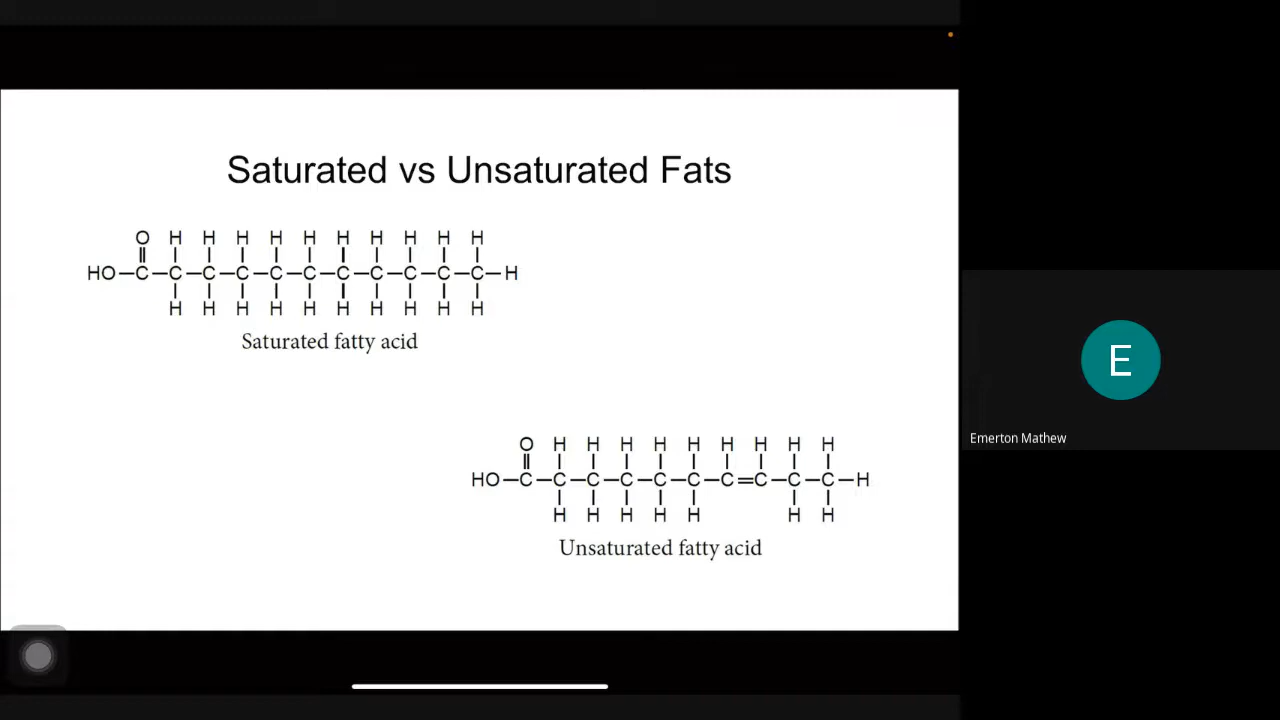 Saturated vs Unsaturated Fats
O H H H H H H H H H H
HO—C—C—C—C—C—C—C—C—C—C—C—H
H H H H H H H H H H
Saturated fatty acid
O H H H H H H H H H
HO—C—C—C—C—C—C—C=C—C—C—H
H H H H H H H
Unsaturated fatty acid
E
Emerton Mathew